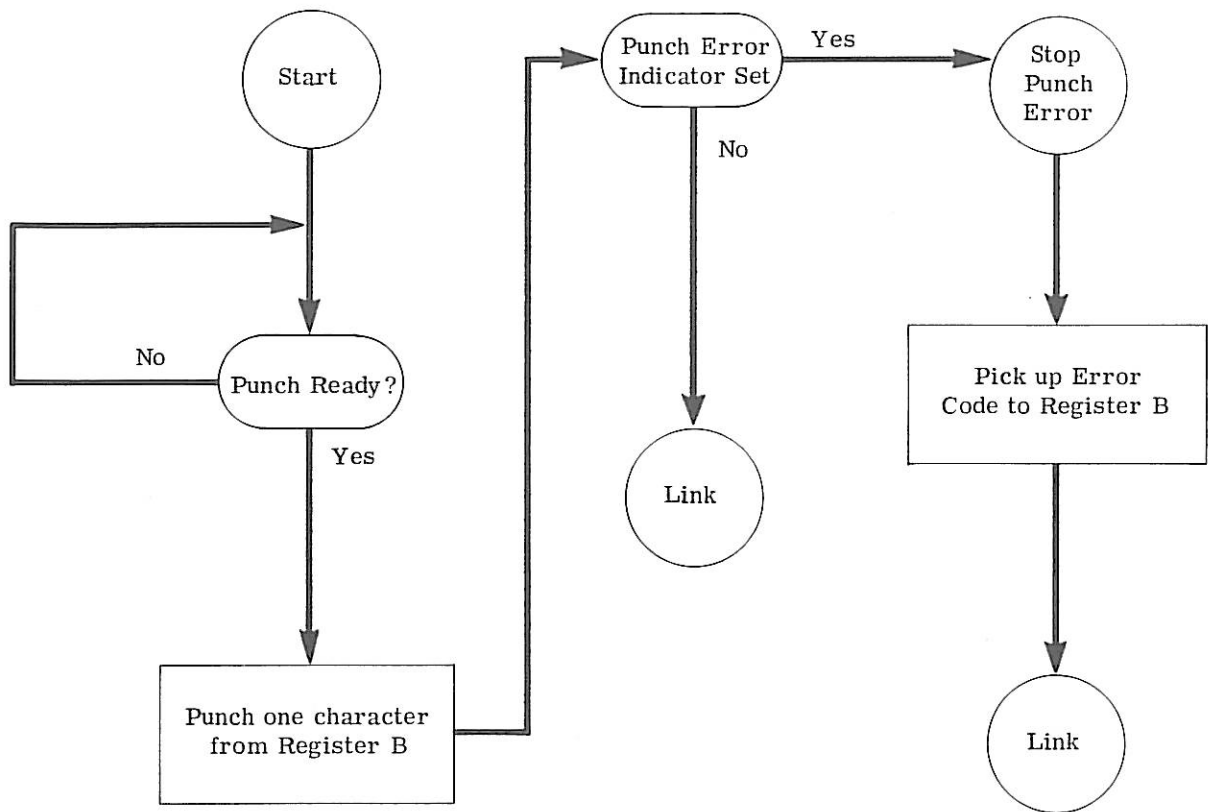 Start
No
Punch Ready?
Yes
Punch one character
from Register B
Punch Error
Indicator Set
Yes
No
Link
Stop
Punch
Error
Pick up Error
Code to Register B
Link